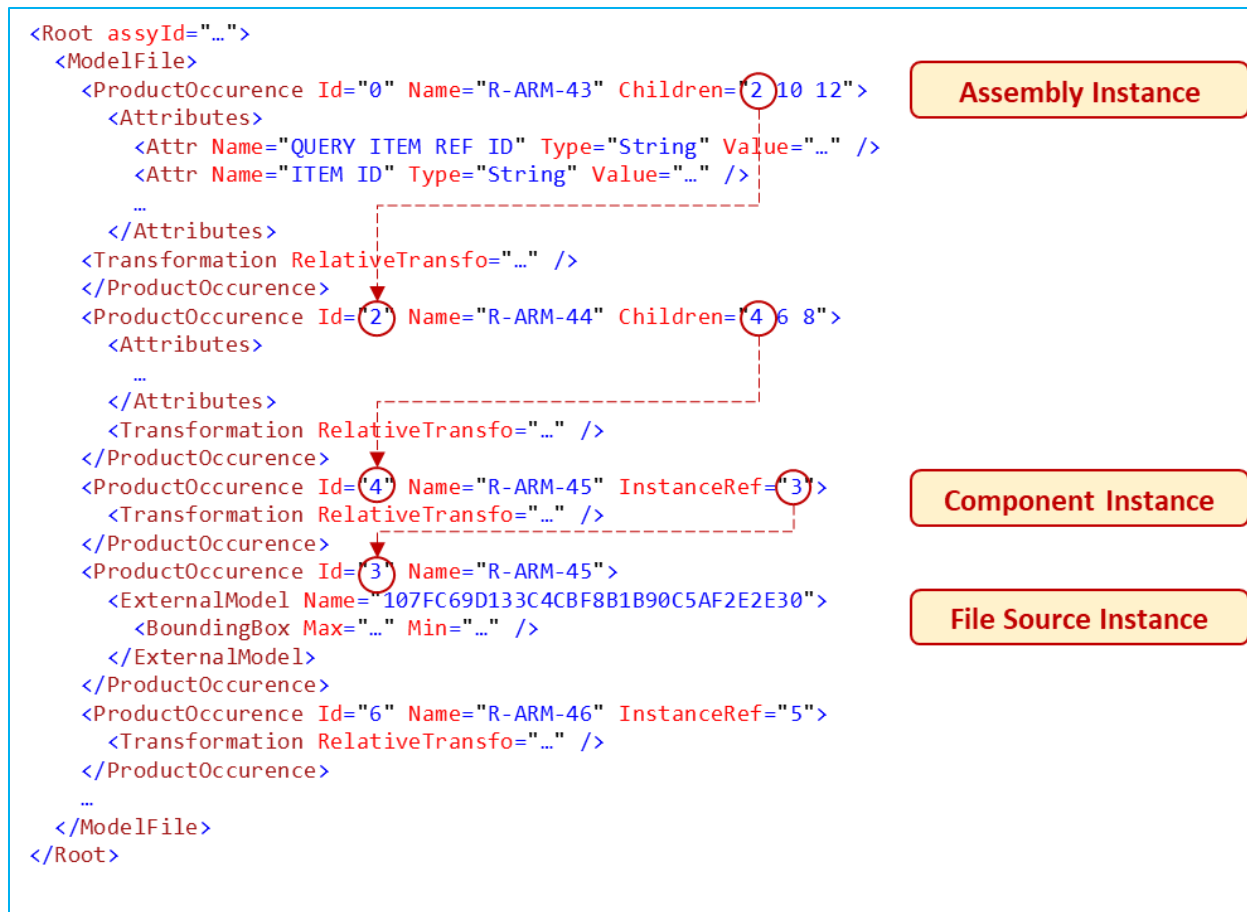 <Root assyId="…">
<ModelFile>
<ProductOccurence Id="0" Name="R-ARM-43" Children="2 10 12">
Assembly Instance
<Attributes>
<Attr Name="QUERY ITEM REF ID" Type="String" Value="…" />
<Attr Name="ITEM ID" Type="String" Value="…" />
…
</Attributes>
<Transformation RelativeTransfo="…" />
</ProductOccurence>
<ProductOccurence Id="2" Name="R-ARM-44" Children="4 6 8">
<Attributes>
…
</Attributes>
<Transformation RelativeTransfo="…" />
</ProductOccurence>
<ProductOccurence Id="4" Name="R-ARM-45" InstanceRef="3">
Component Instance
<Transformation RelativeTransfo="…" />
</ProductOccurence>
<ProductOccurence Id="3" Name="R-ARM-45">
<ExternalModel Name="107FC69D133C4CBF8B1B90C5AF2E2E30">
File Source Instance
<BoundingBox Max="…" Min="…" />
</ExternalModel>
</ProductOccurence>
<ProductOccurence Id="6" Name="R-ARM-46" InstanceRef="5">
<Transformation RelativeTransfo="…" />
</ProductOccurence>
…
</ModelFile>
</Root>